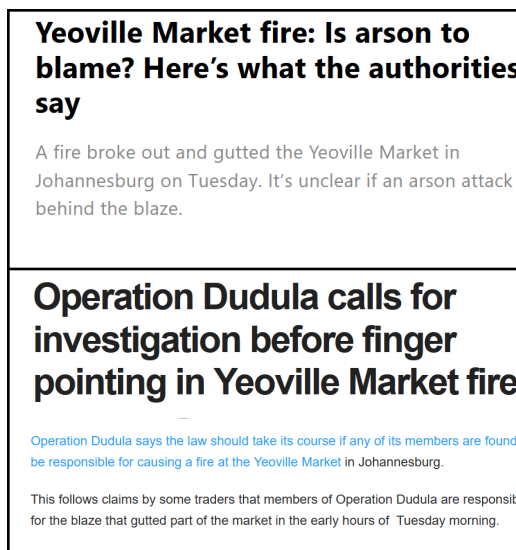 Yeoville Market fire: Is arson to
blame? Here’s what the authorities
say
A fire broke out and gutted the Yeoville Market in
Johannesburg on Tuesday. It’s unclear if an arson attack
behind the blaze.
Operation Dudula calls for
investigation before finger
pointing in Yeoville Market fire
Operation Dudula says the law should take its course if any of its members are found
be responsible for causing a fire at the Yeoville Market in Johannesburg.
This follows claims by some traders that members of Operation Dudula are responsib
for the blaze that gutted part of the market in the early hours of Tuesday morning.